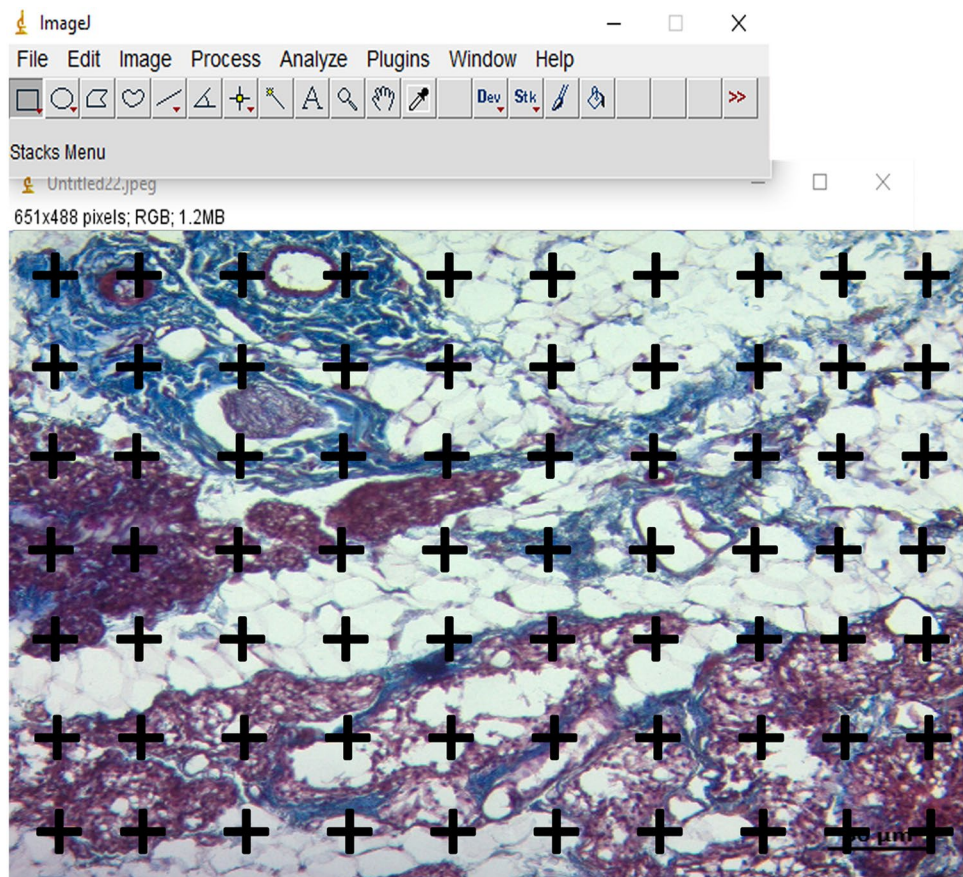 ImageJ
File Edit Image Process Analyze Plugins Window Help
Dev Stk >>
Stacks Menu
Untitled22.jpeg
651x488 pixels; RGB; 1.2MB
µm